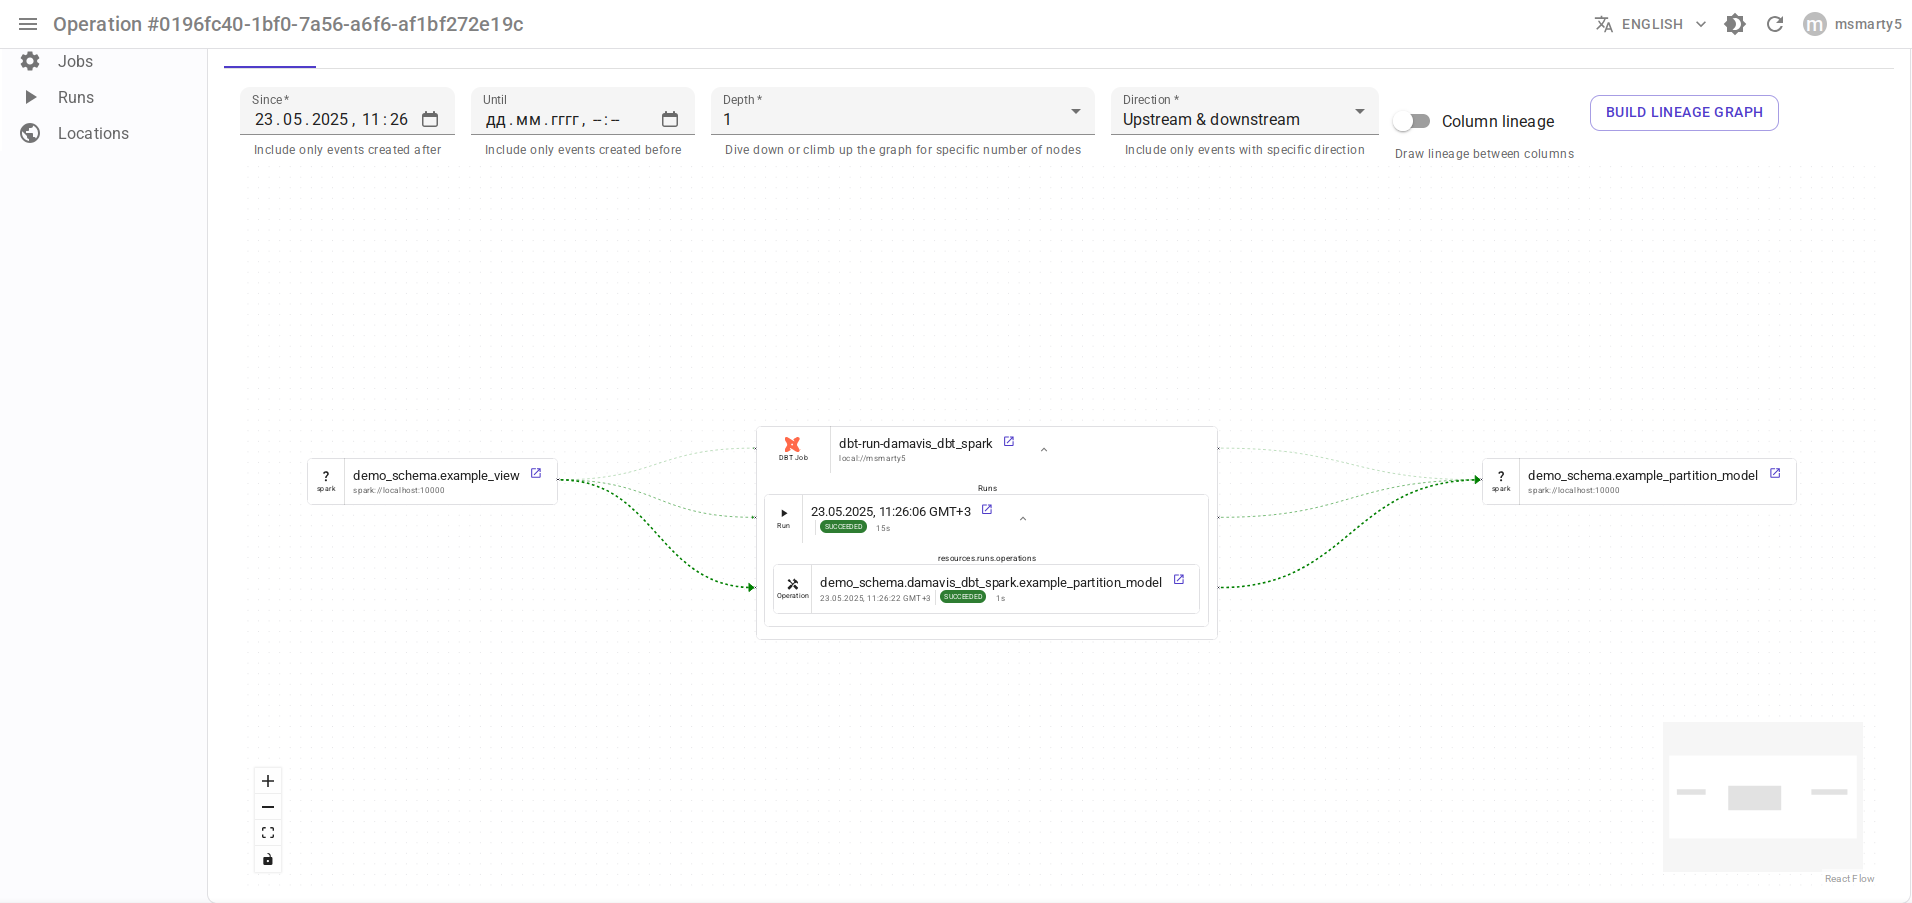 Operation #0196fc40-1bf0-7a56-a6f6-af1bf272e19c
ENGLISH
m
msmarty5
Jobs
Runs
Locations
Since *
23.05.2025, 11:26
Include only events created after
Until
дд.мм.гггг, --:--
Include only events created before
Depth *
1
Dive down or climb up the graph for specific number of nodes
Direction *
Upstream & downstream
Include only events with specific direction
Column lineage
Draw lineage between columns
BUILD LINEAGE GRAPH
?
spark
demo_schema.example_view
spark://localhost:10000
DBT Job
dbt-run-damavis_dbt_spark
local://msmarty5
Runs
Run
23.05.2025, 11:26:06 GMT+3
SUCCEEDED
15s
resources.runs.operations
Operation
demo_schema.damavis_dbt_spark.example_partition_model
23.05.2025, 11:26:22 GMT+3
SUCCEEDED
1s
?
spark
demo_schema.example_partition_model
spark://localhost:10000
React Flow